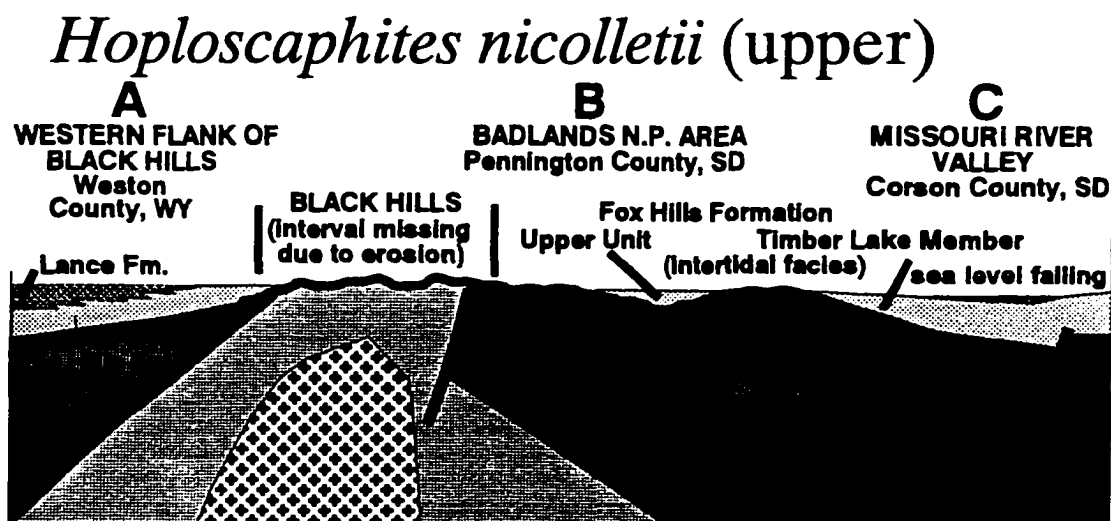 Hoploscaphites nicolletii (upper)
A
WESTERN FLANK OF
BLACK HILLS
Weston
County, WY
B
BADLANDS N.P. AREA
Pennington County, SD
C
MISSOURI RIVER
VALLEY
Corson County, SD
BLACK HILLS
(interval missing
due to erosion)
Fox Hills Formation
Upper Unit
Timber Lake Member
(intertidal facies)
sea level falling
Lance Fm.